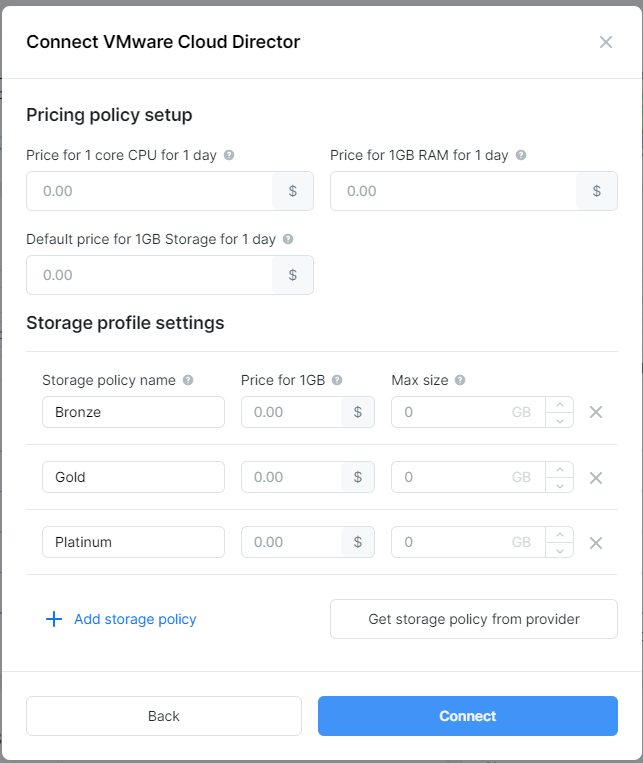 Connect VMware Cloud Director
Pricing policy setup
Price for 1 core CPU for 1 day ?
Price for 1GB RAM for 1 day ?
0.00 $
0.00 $
Default price for 1GB Storage for 1 day ?
0.00 $
Storage profile settings
Storage policy name ? Price for 1GB ? Max size ?
Bronze 0.00 $ 0 GB
Gold 0.00 $ 0 GB
Platinum 0.00 $ 0 GB
Add storage policy
Get storage policy from provider
Back
Connect